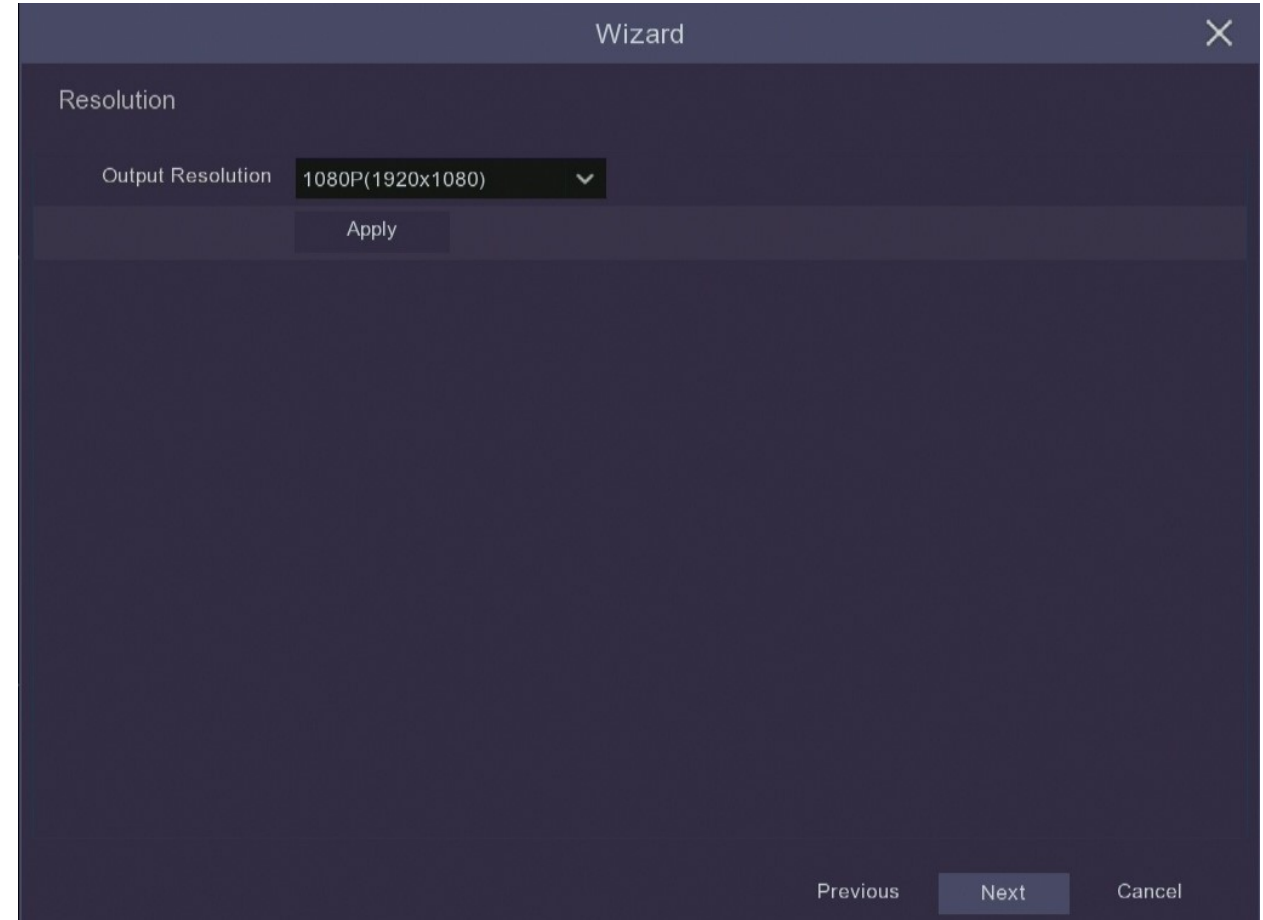 Wizard
Resolution
Output Resolution 1080P(1920x1080)
Apply
Previous Next Cancel